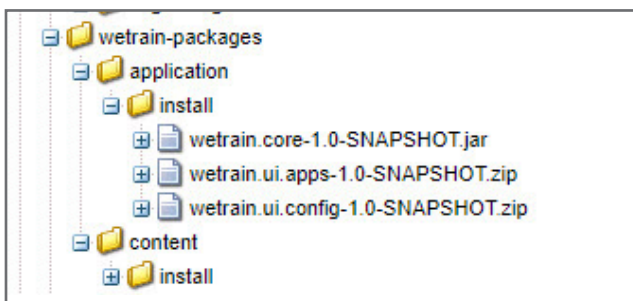 wetrain-packages
application
install
wetrain.core-1.0-SNAPSHOT.jar
wetrain.ui.apps-1.0-SNAPSHOT.zip
wetrain.ui.config-1.0-SNAPSHOT.zip
content
install